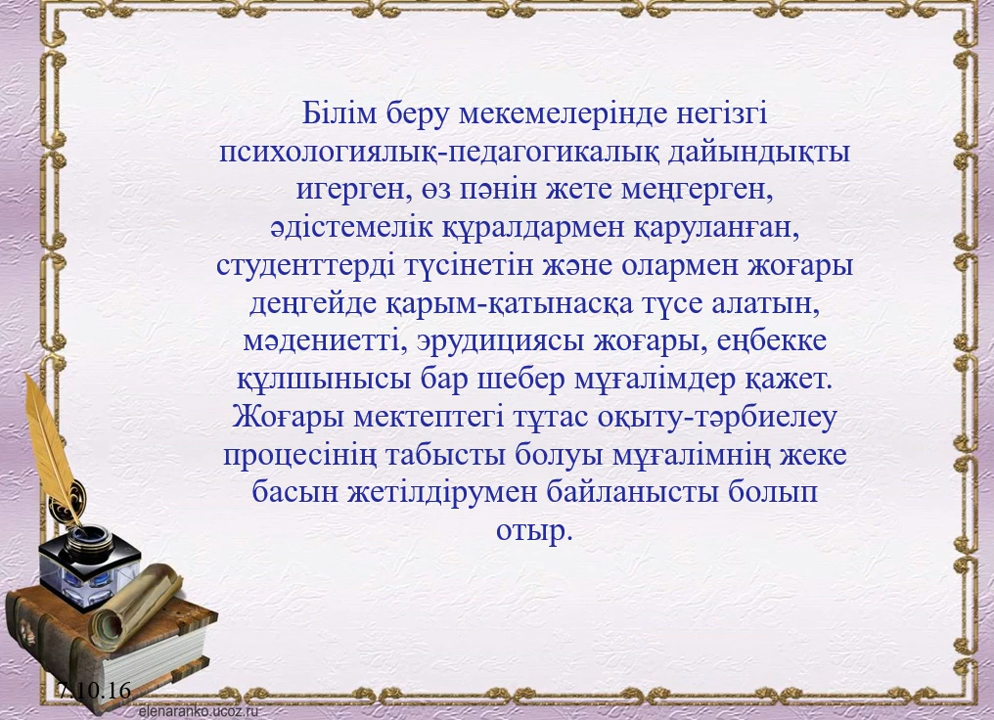 Білім беру мекемелерінде негізгі
психологиялық-педагогикалық дайындықты
игерген, өз пәнін жете меңгерген,
әдістемелік құралдармен қаруланған,
студенттерді түсінетін және олармен жоғары
деңгейде қарым-қатынасқа түсе алатын,
мәдениетті, эрудициясы жоғары, еңбекке
құлшынысы бар шебер мұғалімдер қажет.
Жоғары мектептегі тұтас оқыту-тәрбиелеу
процесінің табысты болуы мұғалімнің жеке
басын жетілдірумен байланысты болып
отыр.
7.10.16
elenaranko.ucoz.ru